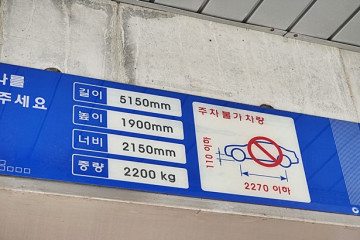 나를
주세요
길이 5150mm
높이 1900mm
너비 2150mm
중량 2200 kg
주차불가차량
110 이하
2270 이하